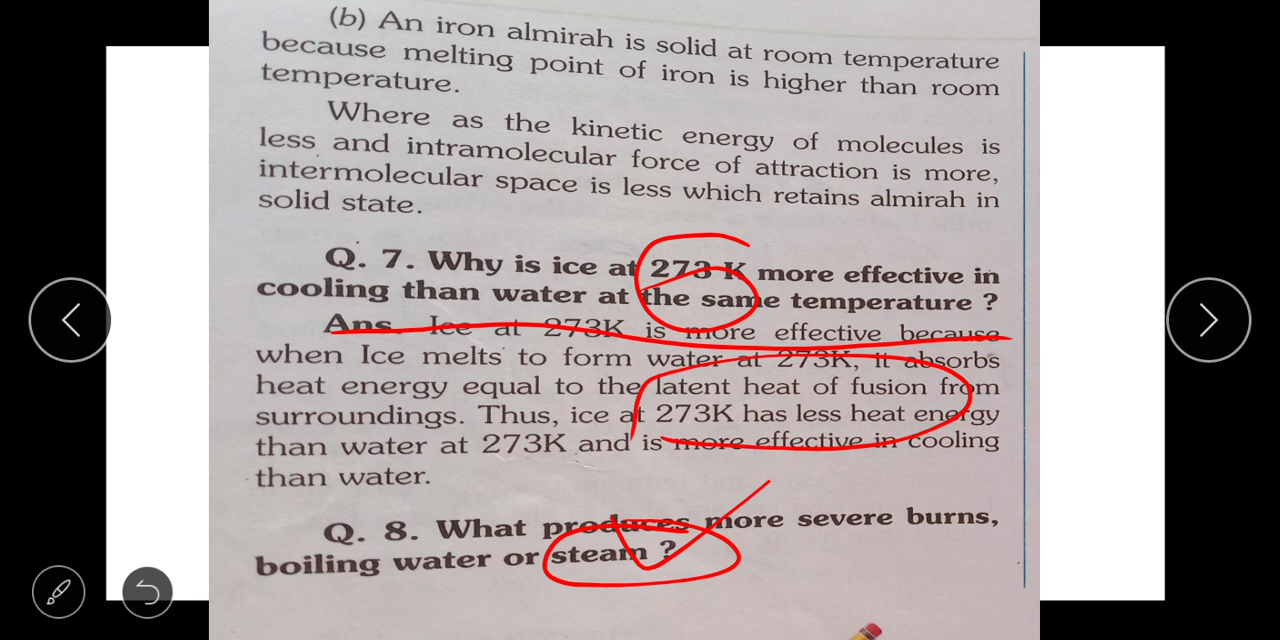 (b) An iron almirah is solid at room temperature
because melting point of iron is higher than room
temperature.
Where as the kinetic energy of molecules is
less and intramolecular force of attraction is more,
intermolecular space is less which retains almirah in
solid state.
Q. 7. Why is ice at 273 K more effective in
cooling than water at the same temperature ?
Ans. Ice at 273K is more effective because
when Ice melts to form water at 273K, it absorbs
heat energy equal to the latent heat of fusion from
surroundings. Thus, ice at 273K has less heat energy
than water at 273K and is more effective in cooling
than water.
Q. 8. What produces more severe burns,
boiling water or steam ?